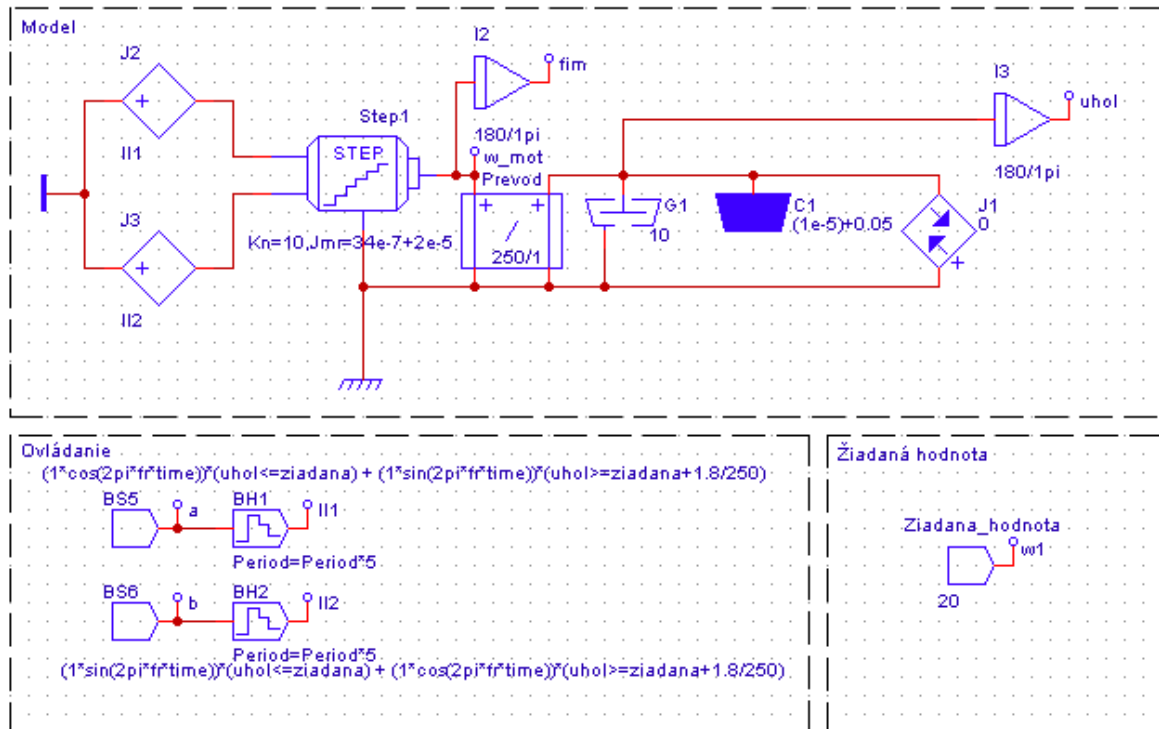 Model
J2
+
II1
J3
+
II2
Step1
STEP
Kn=10,Jmr=34e-7+2e-5
I2
fim
180/1pi
w_mot
Prevod
+ +
/
250/1
G1
10
C1
(1e-5)+0.05
J1
0
+
I3
uhol
180/1pi
Ovládanie
(1*cos(2pi*fr*time))*(uhol<=ziadana) + (1*sin(2pi*fr*time))*(uhol>=ziadana+1.8/250)
BS5
a
BH1
II1
Period=Period*5
BS6
b
BH2
II2
Period=Period*5
(1*sin(2pi*fr*time))*(uhol<=ziadana) + (1*cos(2pi*fr*time))*(uhol>=ziadana+1.8/250)
Žiadaná hodnota
Ziadana_hodnota
w1
20